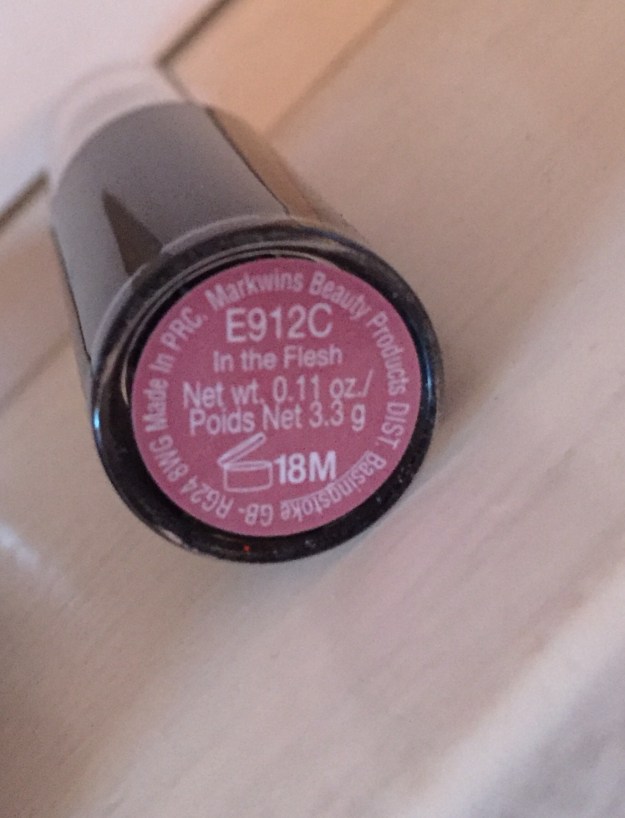 E912C
In the Flesh
Net wt. 0.11 oz./
Poids Net 3.3 g
18M
Made In PRC. Markwins Beauty Products DIST. Basingstoke GB- RG24 8WG